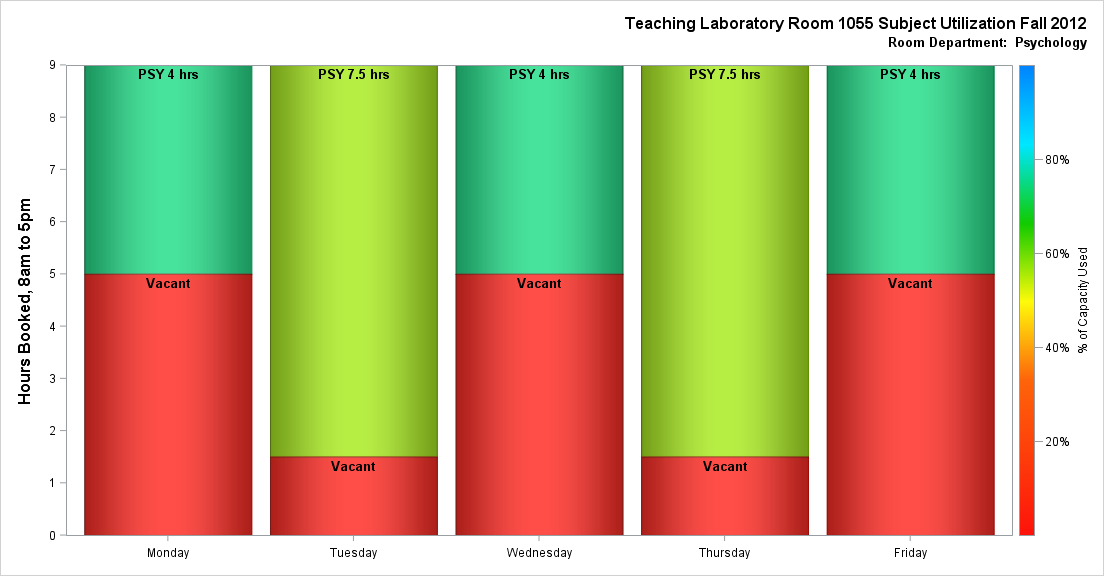 Teaching Laboratory Room 1055 Subject Utilization Fall 2012
Room Department: Psychology
Hours Booked, 8am to 5pm
9
8
7
6
5
4
3
2
1
0
PSY 4 hrs
PSY 7.5 hrs
PSY 4 hrs
PSY 7.5 hrs
PSY 4 hrs
Vacant
Vacant
Vacant
Vacant
Vacant
Monday
Tuesday
Wednesday
Thursday
Friday
80%
60%
40%
20%
% of Capacity Used